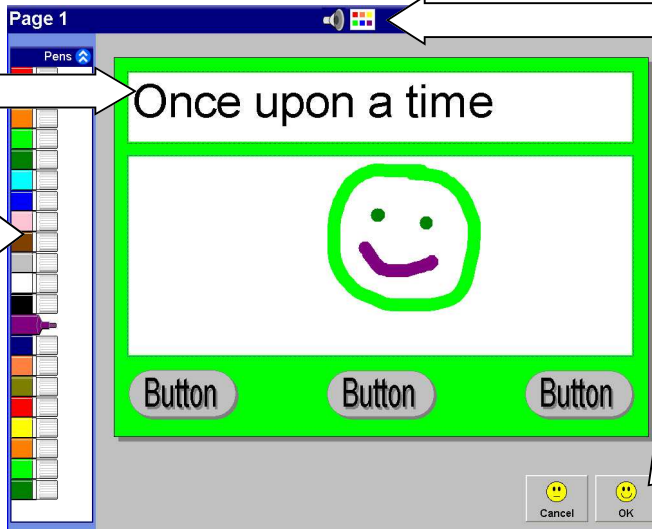 Page 1
Pens
Once upon a time
Button Button Button
Cancel OK